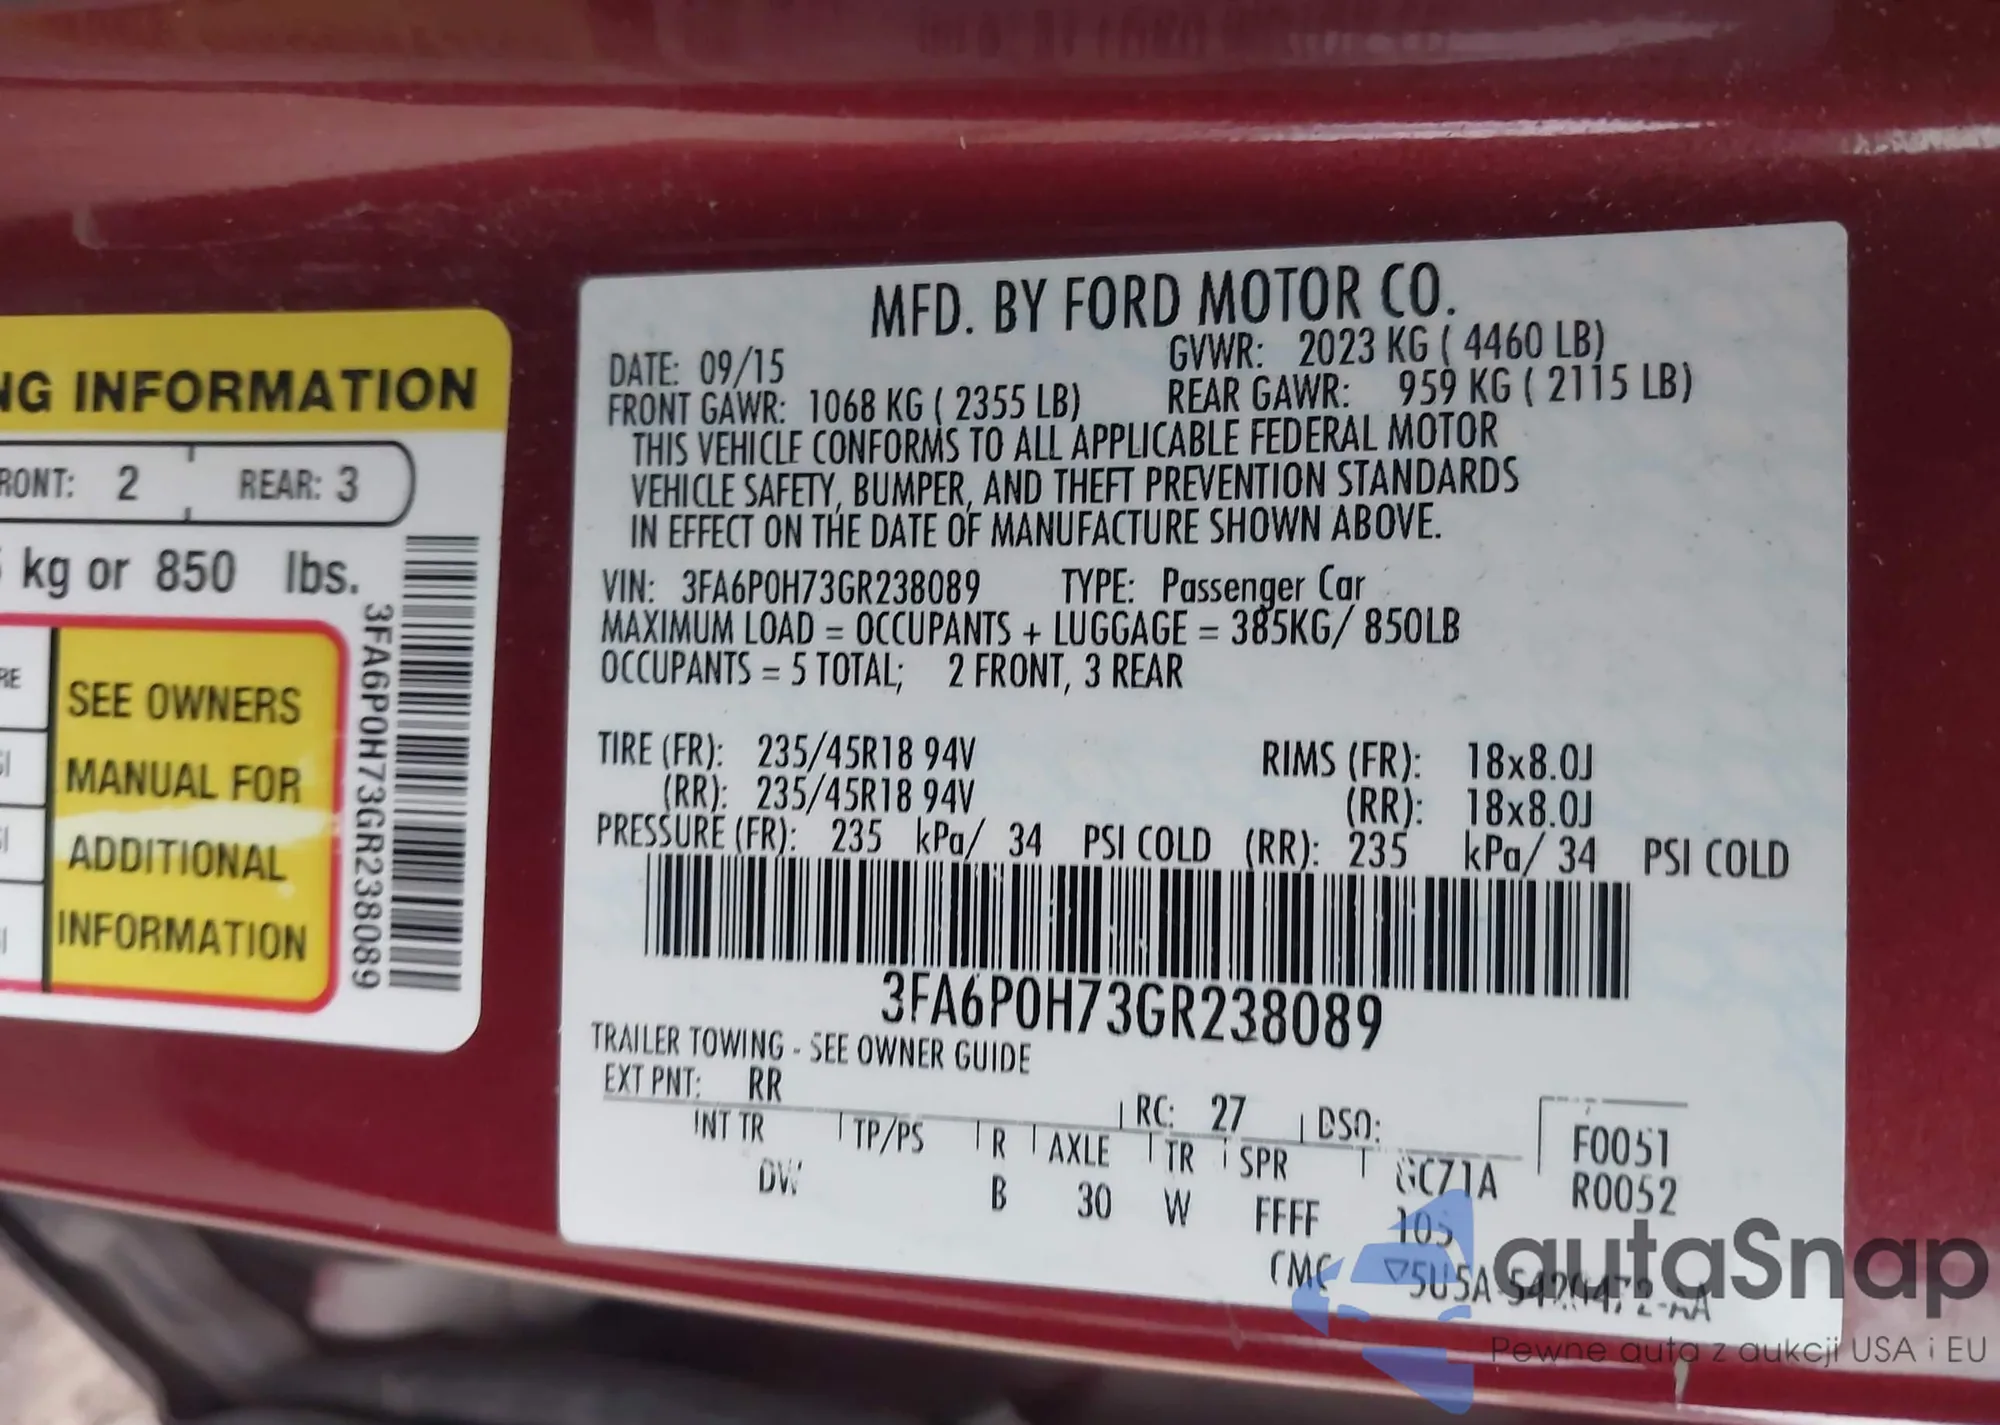 NG INFORMATION
RONT: 2 REAR: 3
kg or 850 lbs.
SEE OWNERS
MANUAL FOR
ADDITIONAL
INFORMATION
3FA6P0H73GR238089
MFD. BY FORD MOTOR CO.
DATE: 09/15 GVWR: 2023 KG ( 4460 LB)
FRONT GAWR: 1068 KG ( 2355 LB) REAR GAWR: 959 KG ( 2115 LB)
THIS VEHICLE CONFORMS TO ALL APPLICABLE FEDERAL MOTOR
VEHICLE SAFETY, BUMPER, AND THEFT PREVENTION STANDARDS
IN EFFECT ON THE DATE OF MANUFACTURE SHOWN ABOVE.
VIN: 3FA6P0H73GR238089 TYPE: Passenger Car
MAXIMUM LOAD = OCCUPANTS + LUGGAGE = 385KG/ 850LB
OCCUPANTS = 5 TOTAL; 2 FRONT, 3 REAR
TIRE (FR): 235/45R18 94V RIMS (FR): 18x8.0J
(RR): 235/45R18 94V (RR): 18x8.0J
PRESSURE (FR): 235 kPa/ 34 PSI COLD (RR): 235 kPa/ 34 PSI COLD
3FA6P0H73GR238089
TRAILER TOWING - SEE OWNER GUIDE
EXT PNT: RR RC: 27 DSO: F0051
INT TR TP/PS R AXLE TR SPR R0052
DW B 30 W FFFF
autaSnap
Pewne auta z aukcji USA i EU